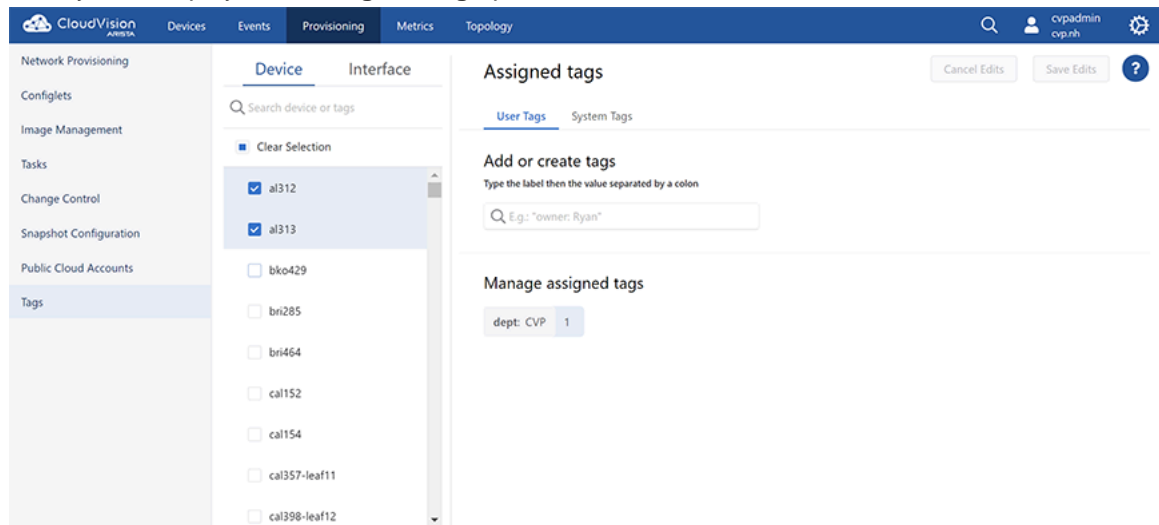 CloudVision
ARISTA
Devices
Events
Provisioning
Metrics
Topology
cvpadmin
cvp.nh
Network Provisioning
Configlets
Image Management
Tasks
Change Control
Snapshot Configuration
Public Cloud Accounts
Tags
Device
Interface
Search device or tags
Clear Selection
al312
al313
bko429
bri285
bri464
cal152
cal154
cal357-leaf11
cal398-leaf12
Assigned tags
Cancel Edits
Save Edits
?
User Tags
System Tags
Add or create tags
Type the label then the value separated by a colon
E.g.: "owner: Ryan"
Manage assigned tags
dept: CVP 1